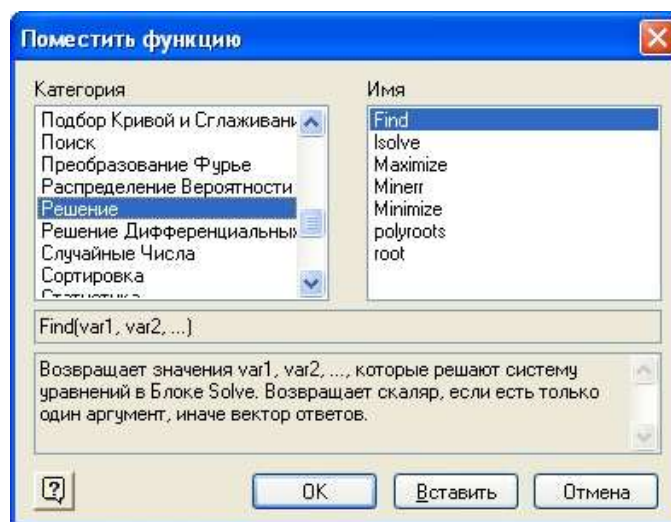 Поместить функцию
Категория
Имя
Подбор Кривой и Сглаживани
Поиск
Преобразование Фурье
Распределение Вероятности
Решение
Решение Дифференциальных
Случайные Числа
Сортировка
Статистика
Find
lsolve
Maximize
Minerr
Minimize
polyroots
root
Find(var1, var2, ...)
Возвращает значения var1, var2, ..., которые решают систему
уравнений в Блоке Solve. Возвращает скаляр, если есть только
один аргумент, иначе вектор ответов.
?
OK
Вставить
Отмена